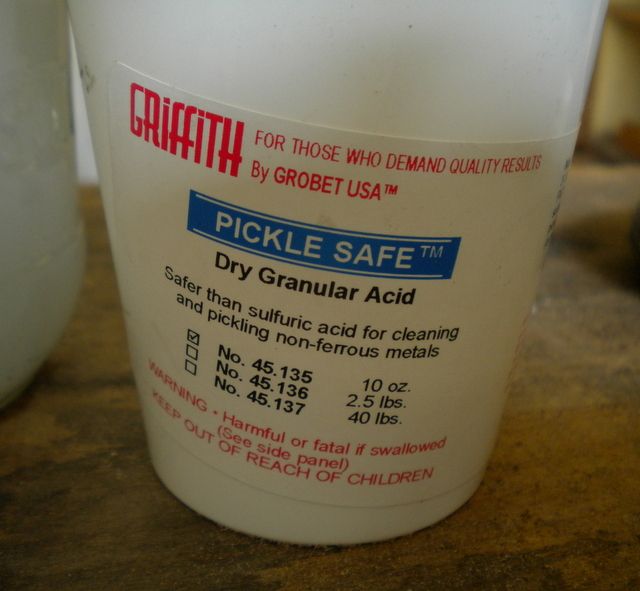 GRiffiTH FOR THOSE WHO DEMAND QUALITY RESULTS
By GROBET USA™
PICKLE SAFE™
Dry Granular Acid
Safer than sulfuric acid for cleaning
and pickling non-ferrous metals
☑ No. 45.135 10 oz.
☐ No. 45.136 2.5 lbs.
☐ No. 45.137 40 lbs.
WARNING • Harmful or fatal if swallowed
(See side panel)
KEEP OUT OF REACH OF CHILDREN